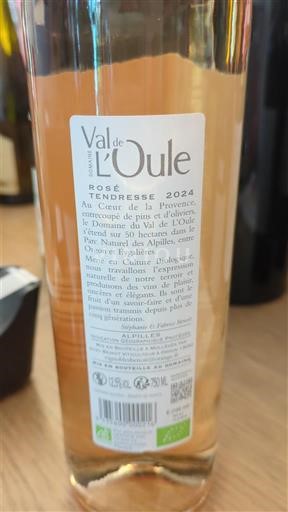 DOMAINE
Val de
L'Oule
ROSÉ
TENDRESSE 2024
Au Cœur de la Provence,
entrecoupé de pins et d'oliviers,
le Domaine du Val de L'Oule
s'étend sur 50 hectares dans le
Parc Naturel des Alpilles, entre
et Eygalières.
Mené en Culture Biologique
nous travaillons l'expression
naturelle de notre terroir et
produisons des vins de plaisir,
sincères et élégants. Ils sont le
fruit d'un savoir-faire et d'une
passion transmis depuis plus de
cinq générations.
Stéphanie & Fabrice Benoit
ALPILLES
INDICATION GÉOGRAPHIQUE PROTÉGÉE
MIS EN BOUTEILLE AU DOMAINE
12,5% vol. 750 ML
AB